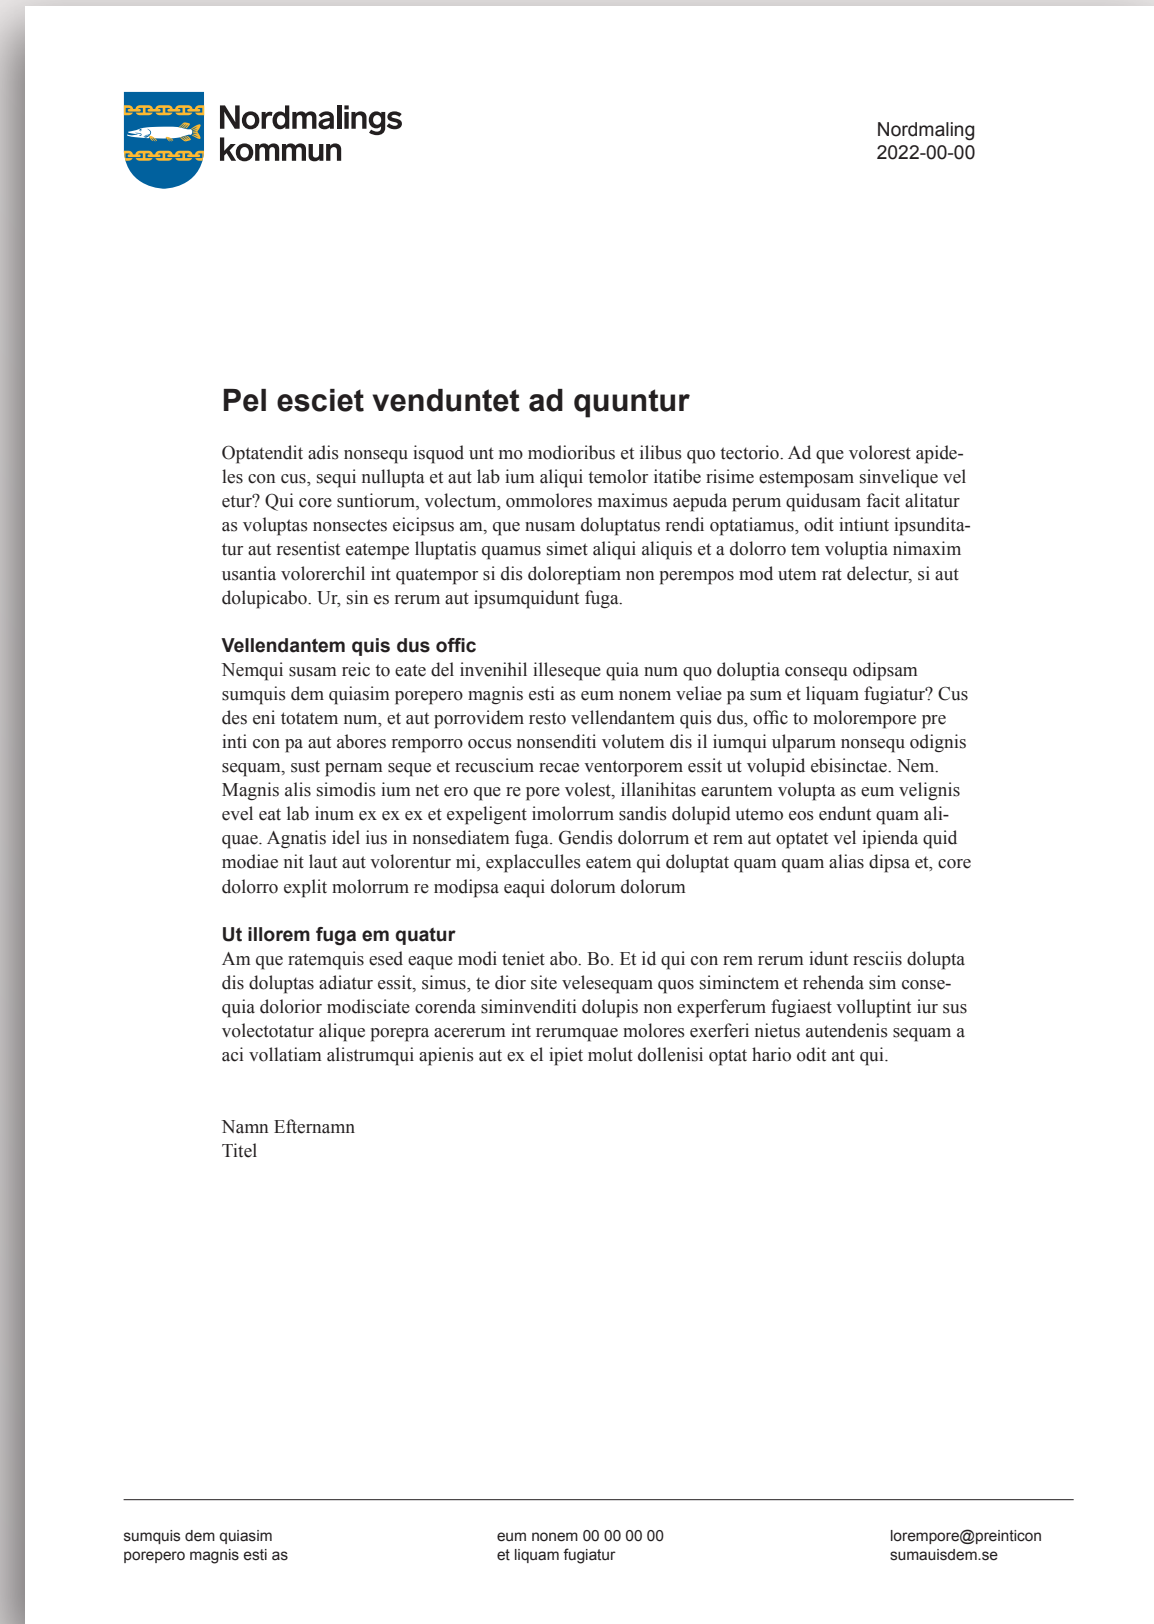 Nordmalings
kommun
Nordmaling
2022-00-00
Pel esciet venduntet ad quuntur
Optatendit adis nonsequ isquod unt mo modioribus et ilibus quo tectorio. Ad que volorest apide-
les con cus, sequi nullupta et aut lab ium aliqui temolor itatibe risime estemposam sinvelique vel
etur? Qui core suntiorum, volectum, ommolores maximus aepuda perum quidusam facit alitatur
as voluptas nonsectes eicipsus am, que nusam doluptatus rendi optatiamus, odit intiunt ipsundita-
tur aut resentist eatempe lluptatis quamus simet aliqui aliquis et a dolorro tem voluptia nimaxim
usantia volorerchil int quatempor si dis doloreptiam non perempos mod utem rat delectur, si aut
dolupicabo. Ur, sin es rerum aut ipsumquidunt fuga.
Vellendantem quis dus offic
Nemqui susam reic to eate del invenihil illeseque quia num quo doluptia consequ odipsam
sumquis dem quiasim porepero magnis esti as eum nonem veliae pa sum et liquam fugiatur? Cus
des eni totatem num, et aut porrovidem resto vellendantem quis dus, offic to molorempore pre
inti con pa aut abores remporro occus nonsenditi volutem dis il iumqui ulparum nonsequ odignis
sequam, sust pernam seque et recuscium recae ventorporem essit ut volupid ebisinctae. Nem.
Magnis alis simodis ium net ero que re pore volest, illanihitas earuntem volupta as eum velignis
evel eat lab inum ex ex ex et expeligent imolorrum sandis dolupid utemo eos endunt quam ali-
quae. Agnatis idel ius in nonsediatem fuga. Gendis dolorrum et rem aut optatet vel ipienda quid
modiae nit laut aut volorentur mi, explacculles eatem qui doluptat quam quam alias dipsa et, core
dolorro explit molorrum re modipsa eaqui dolorum dolorum
Ut illorem fuga em quatur
Am que ratemquis esed eaque modi teniet abo. Bo. Et id qui con rem rerum idunt resciis dolupta
dis doluptas adiatur essit, simus, te dior site velesequam quos siminctem et rehenda sim conse-
quia dolorior modisciate corenda siminvenditi dolupis non experferum fugiaest volluptint iur sus
volectotatur alique porepra acererum int rerumquae molores exerferi nietus autendenis sequam a
aci vollatiam alistrumqui apienis aut ex el ipiet molut dollenisi optat hario odit ant qui.
Namn Efternamn
Titel
sumquis dem quiasim
porepero magnis esti as
eum nonem 00 00 00 00
et liquam fugiatur
lorempore@preinticon
sumauisdem.se